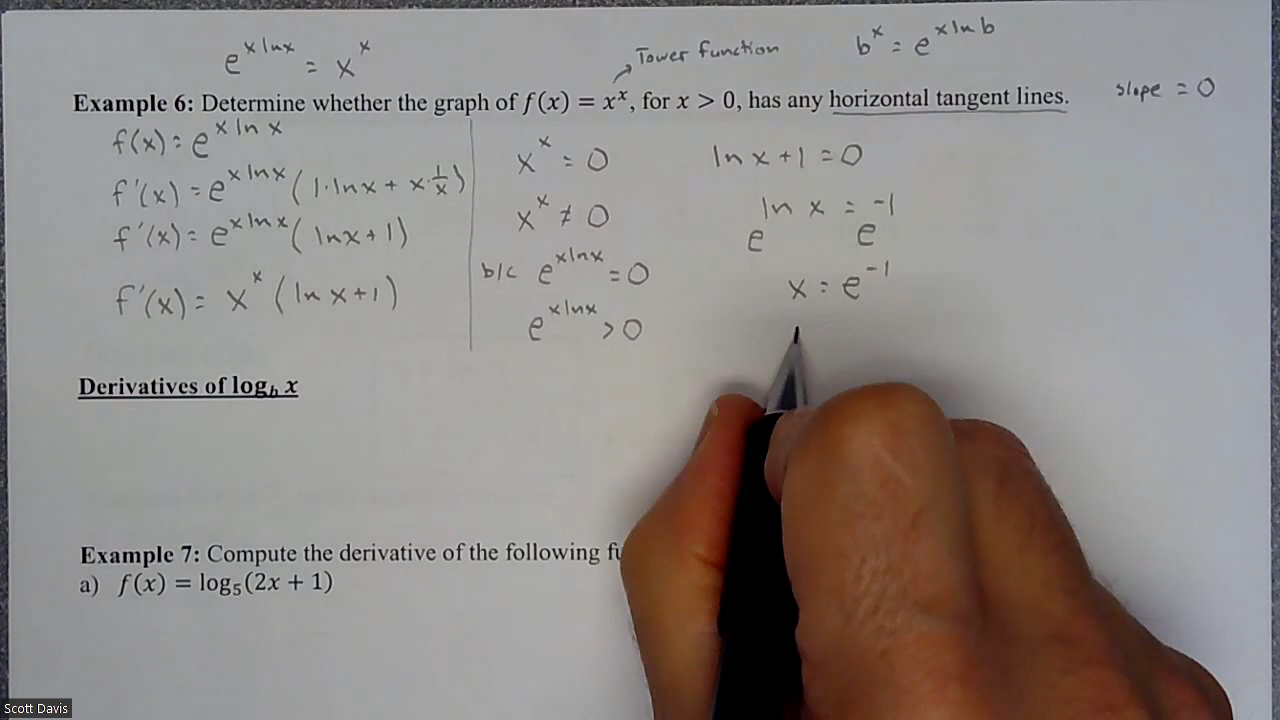 e^{x ln x} = x^x
Tower function
b^x = e^{x ln b}
Example 6: Determine whether the graph of f(x) = x^x, for x > 0, has any horizontal tangent lines.
slope = 0
f(x) = e^{x ln x}
f'(x) = e^{x ln x} (1·ln x + x·1/x)
f'(x) = e^{x ln x} (ln x + 1)
f'(x) = x^x (ln x + 1)
x^x = 0
x^x ≠ 0
b/c e^{x ln x} = 0
e^{x ln x} > 0
ln x + 1 = 0
e^{ln x} = e^{-1}
x = e^{-1}
Derivatives of log_b x
Example 7: Compute the derivative of the following
a) f(x) = log_5(2x + 1)
Scott Davis